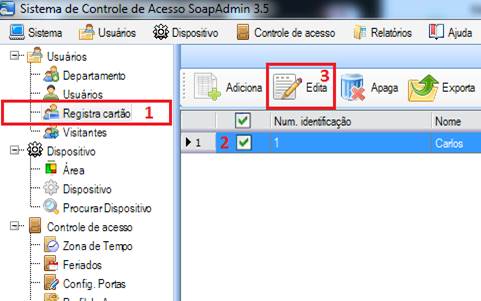 Sistema de Controle de Acesso SoapAdmin 3.5
Sistema Usuários Dispositivo Controle de acesso Relatórios Ajuda
Usuários
Departamento
Usuários
Registra cartão 1
Visitantes
Dispositivo
Área
Dispositivo
Procurar Dispositivo
Controle de acesso
Zona de Tempo
Feriados
Config. Portas
Adiciona Edita 3 Apaga Exporta
Num. identificação Nome
1 2 1 Carlos